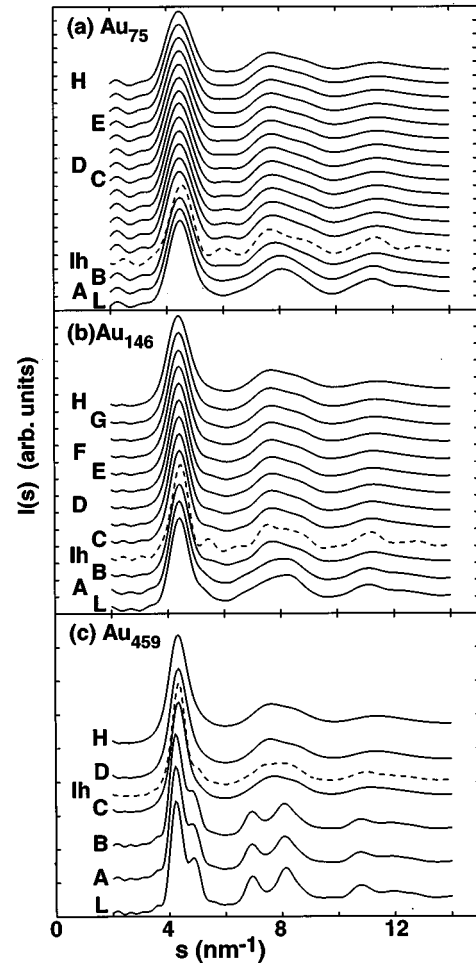 (a) Au75
H
E
D
C
Ih
B
A
L
(b)Au146
H
G
F
E
D
C
Ih
B
A
L
(c) Au459
H
D
Ih
C
B
A
L
I(s) (arb. units)
0 4 8 12
s (nm-1)